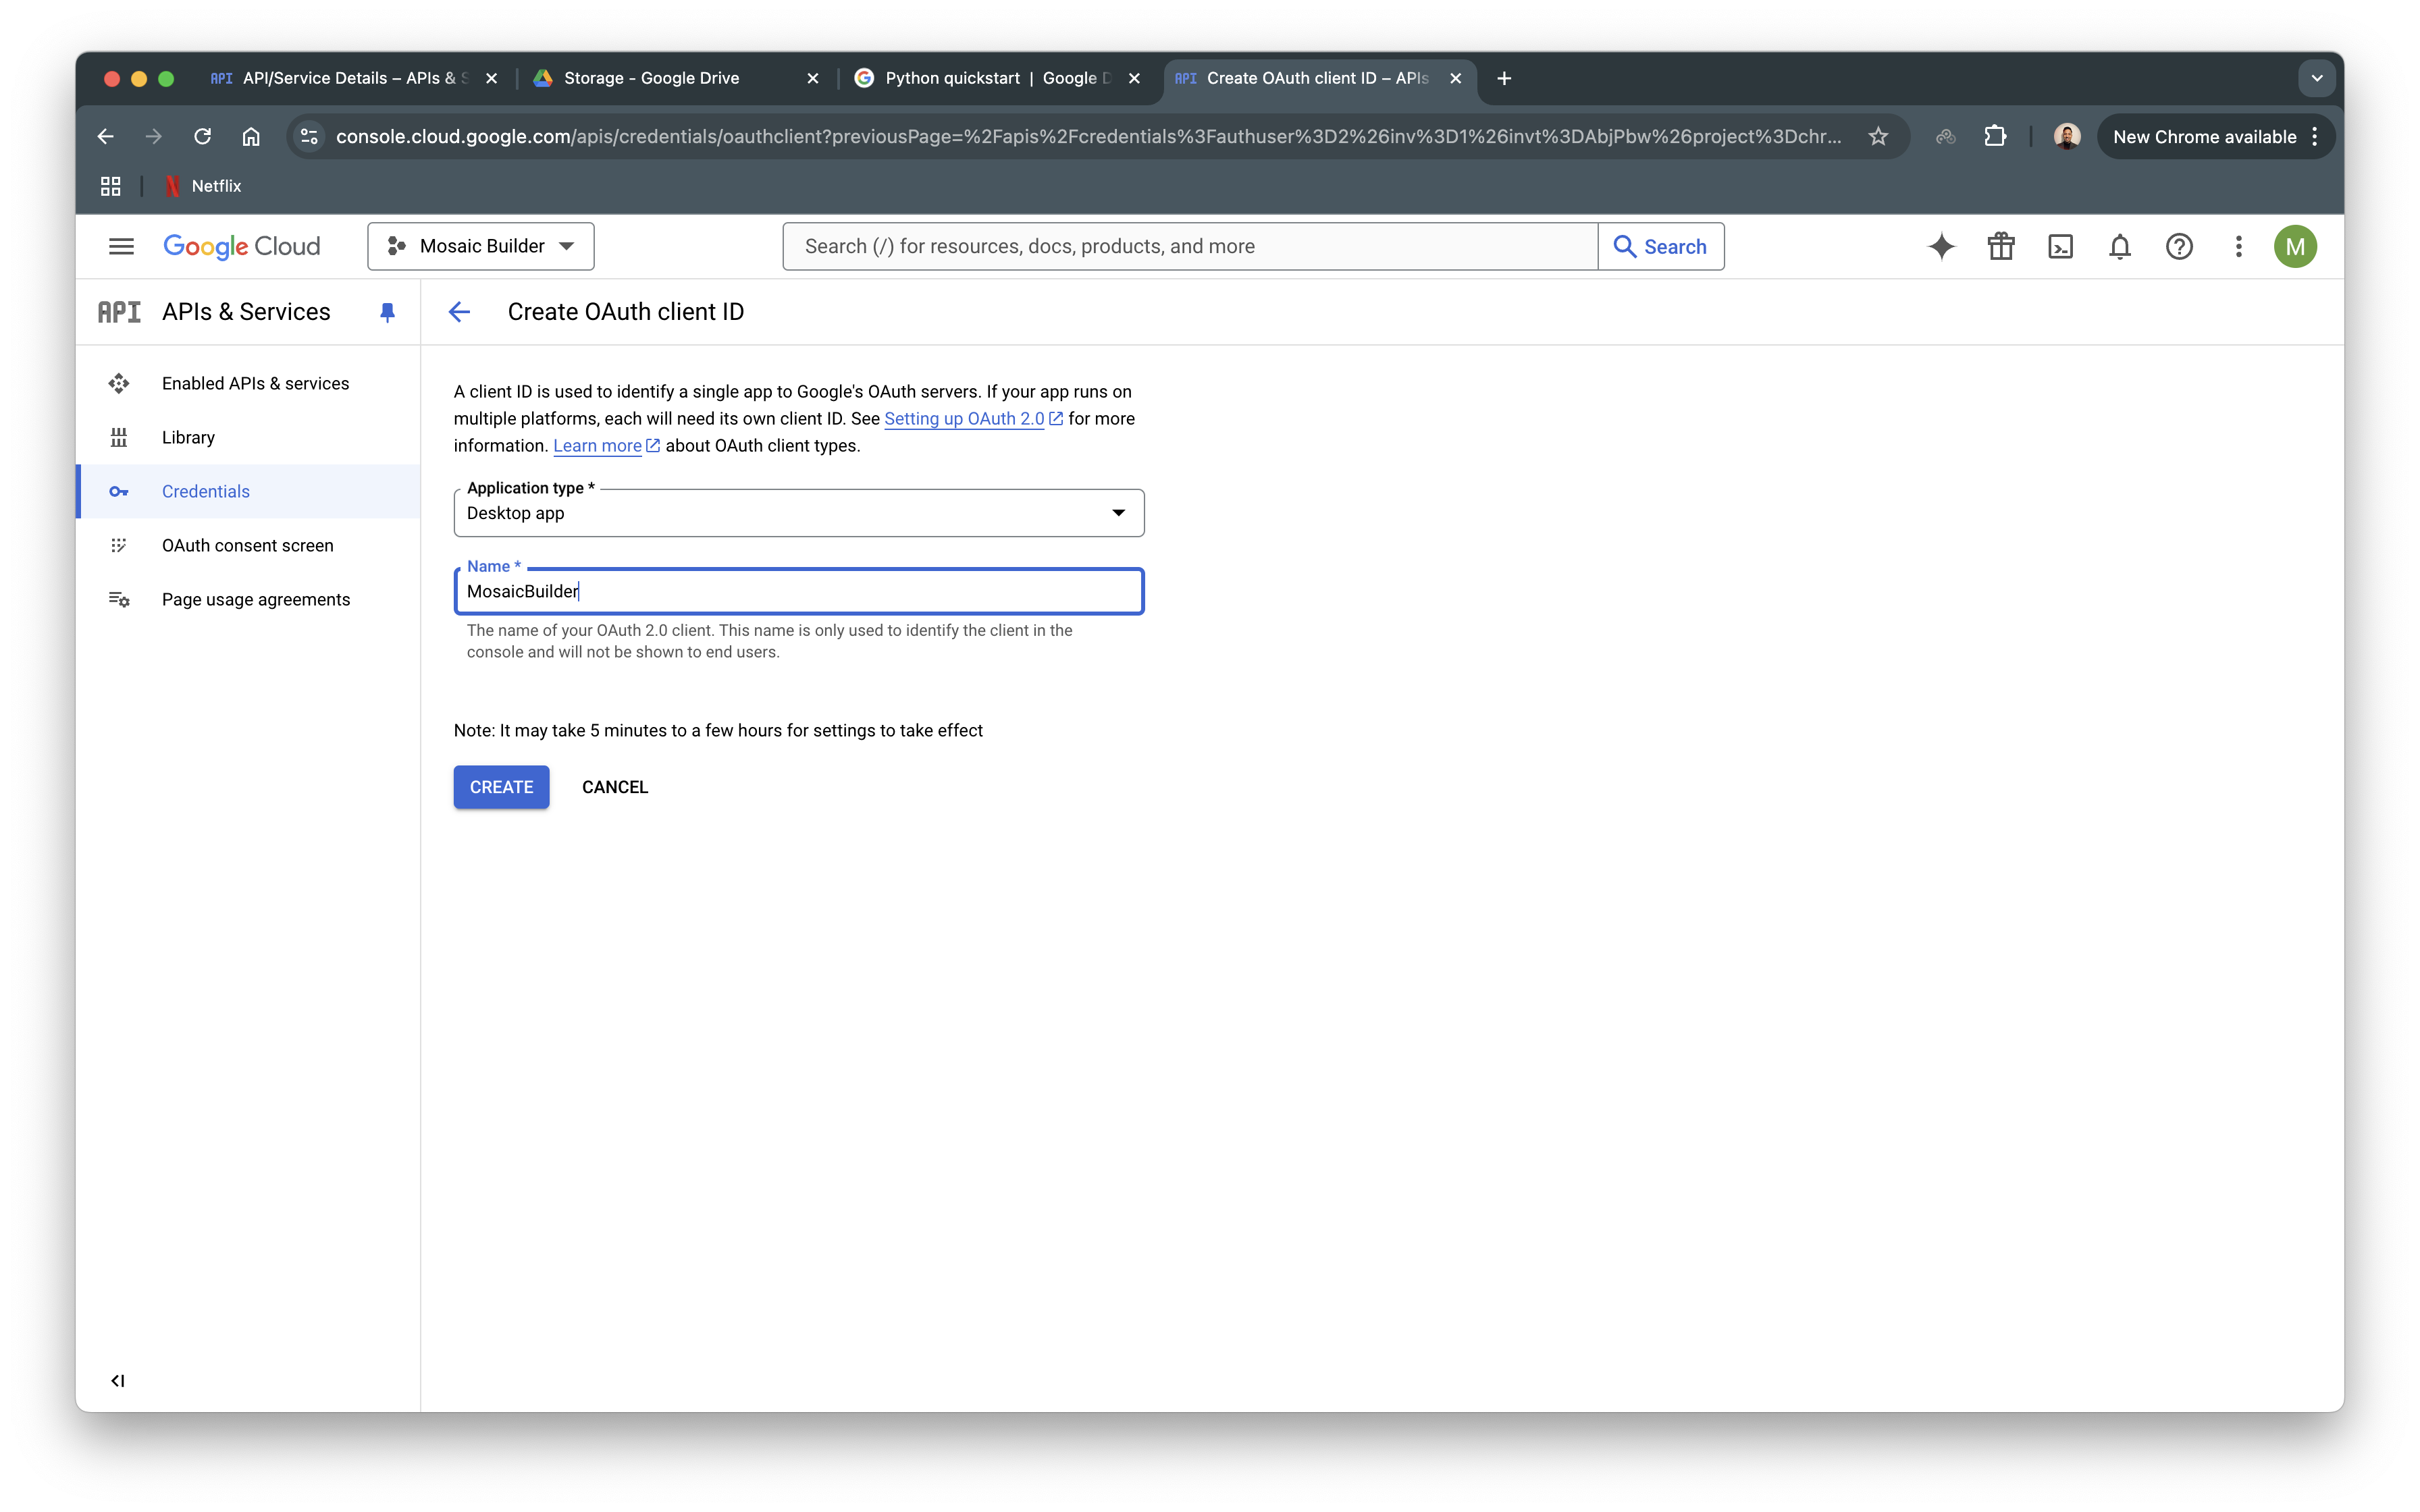 API API/Service Details – APIs & S
Storage - Google Drive
Python quickstart | Google D
API Create OAuth client ID – APIs
console.cloud.google.com/apis/credentials/oauthclient?previousPage=%2Fapis%2Fcredentials%3Fauthuser%3D2%26inv%3D1%26invt%3DAbjPbw%26project%3Dchr...
New Chrome available
Netflix
Google Cloud
Mosaic Builder
Search (/) for resources, docs, products, and more
Search
M
API APIs & Services
Create OAuth client ID
Enabled APIs & services
Library
Credentials
OAuth consent screen
Page usage agreements
A client ID is used to identify a single app to Google's OAuth servers. If your app runs on
multiple platforms, each will need its own client ID. See Setting up OAuth 2.0 for more
information. Learn more about OAuth client types.
Application type *
Desktop app
Name *
MosaicBuilder
The name of your OAuth 2.0 client. This name is only used to identify the client in the
console and will not be shown to end users.
Note: It may take 5 minutes to a few hours for settings to take effect
CREATE
CANCEL